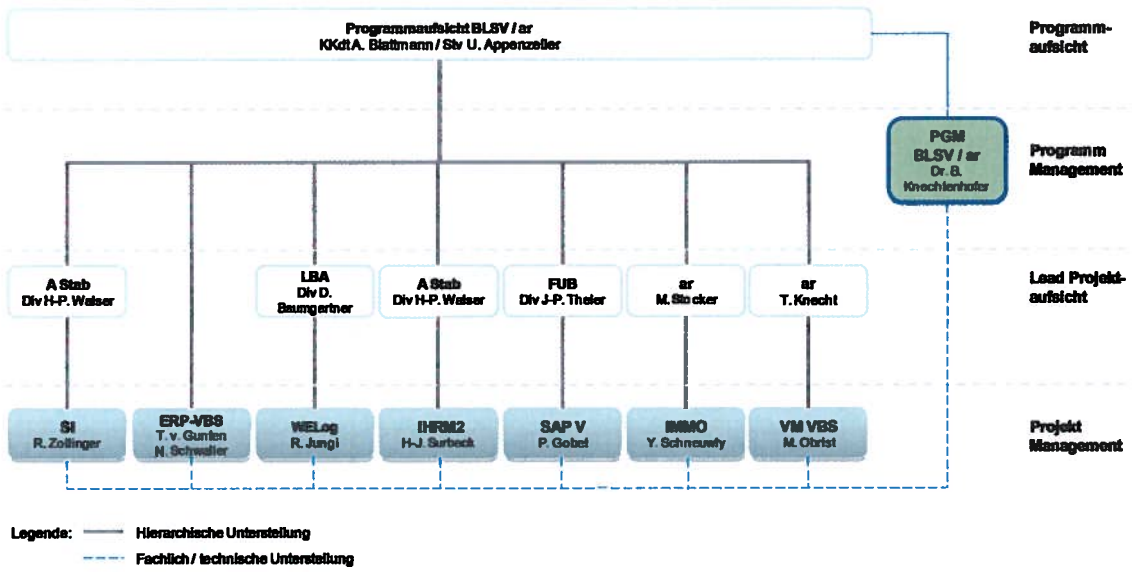 Programmaufsicht BLSV / ar
KKdt A. Blattmann / Stv U. Appenzeller
Programm-
aufsicht
PGM
BLSV / ar
Dr. B.
Knechtenhofer
Programm
Management
A Stab
Div H-P. Walser
LBA
Div D.
Baumgartner
A Stab
Div H-P. Walser
FUB
Div J-P. Theler
ar
M. Stocker
ar
T. Knecht
Lead Projekt-
aufsicht
SI
R. Zollinger
ERP-VBS
T. v. Gunten
N. Schwaller
WELog
R. Jungi
IHRM2
H-J. Surbeck
SAP V
P. Gobet
IMMO
Y. Schneuwly
VM VBS
M. Obrist
Projekt
Management
Legende:
Hierarchische Unterstellung
Fachlich / technische Unterstellung